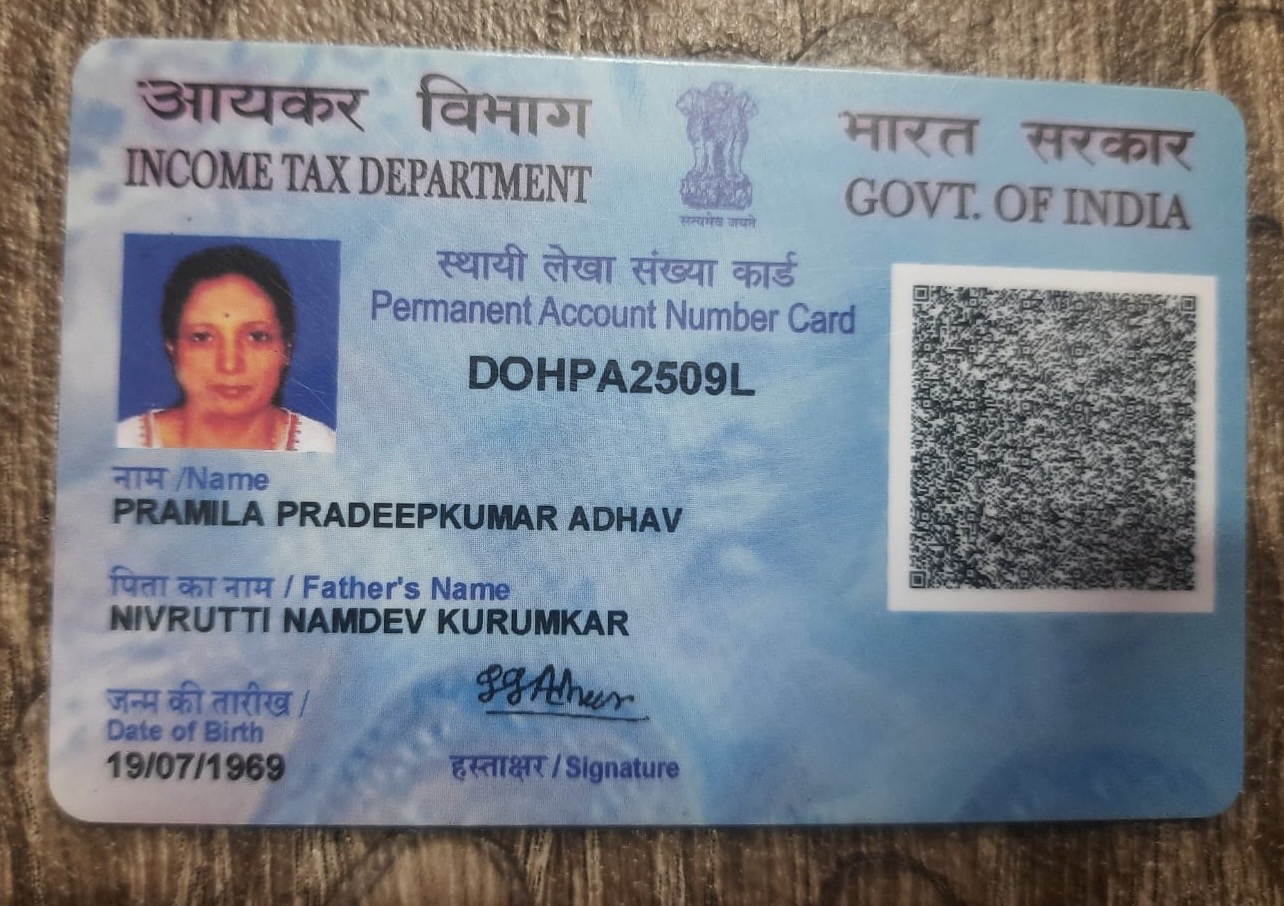 आयकर विभाग
INCOME TAX DEPARTMENT
सत्यमेव जयते
भारत सरकार
GOVT. OF INDIA
स्थायी लेखा संख्या कार्ड
Permanent Account Number Card
DOHPA2509L
नाम /Name
PRAMILA PRADEEPKUMAR ADHAV
पिता का नाम / Father's Name
NIVRUTTI NAMDEV KURUMKAR
जन्म की तारीख /
Date of Birth
19/07/1969
हस्ताक्षर / Signature